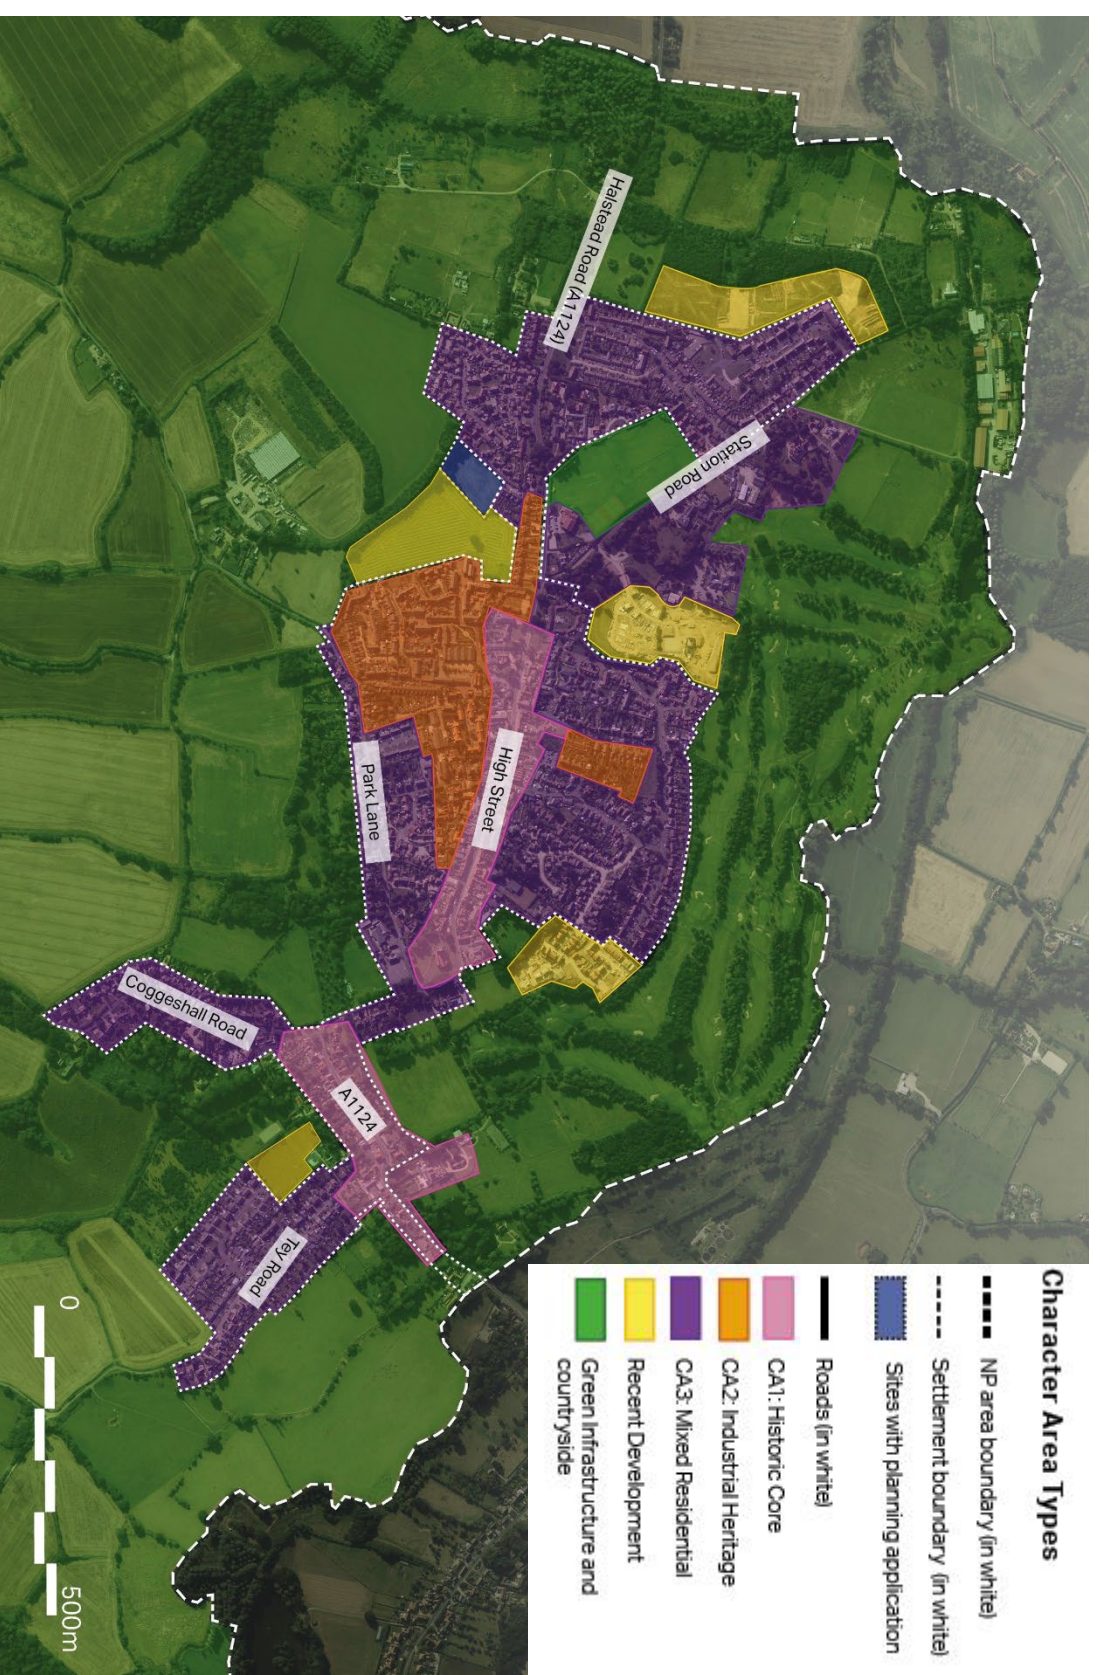 Halstead Road (A1124)
Station Road
High Street
Park Lane
Coggeshall Road
A1124
Tey Road
0
500m
Character Area Types
NP area boundary (in white)
Settlement boundary (in white)
Sites with planning application
Roads (in white)
CA1: Historic Core
CA2: Industrial Heritage
CA3: Mixed Residential
Recent Development
Green Infrastructure and
countryside